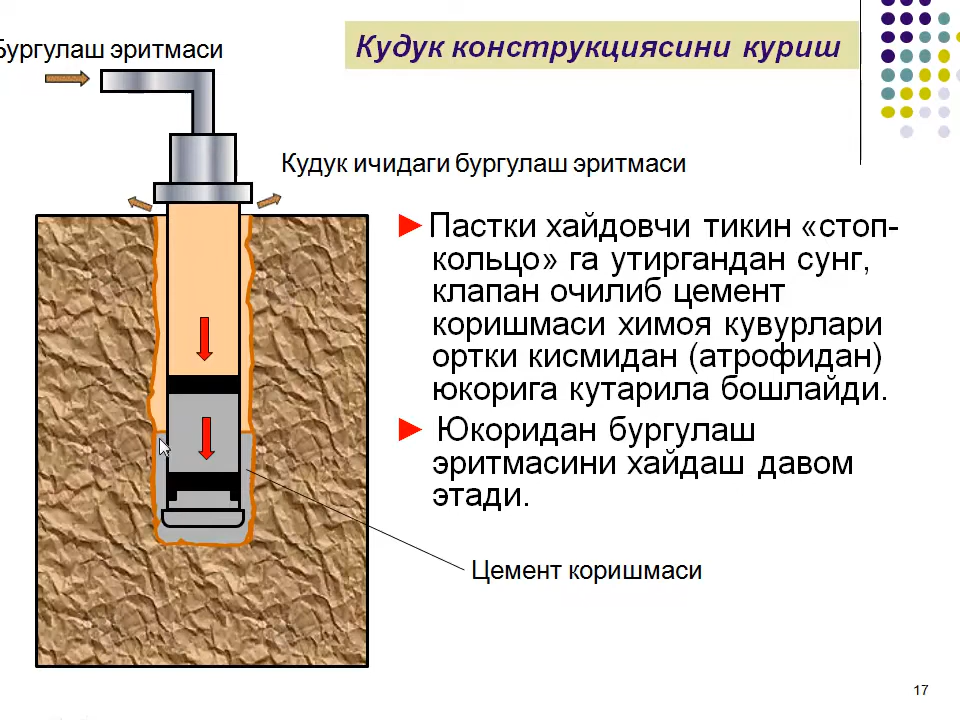 Бургулаш эритмаси
Кудук конструкциясини куриш
Кудук ичидаги бургулаш эритмаси
►Пастки хайдовчи тикин «стоп-
кольцо» га утиргандан сунг,
клапан очилиб цемент
коришмаси химоя кувурлари
ортки кисмидан (атрофидан)
юкорига кутарила бошлайди.
► Юкоридан бургулаш
эритмасини хайдаш давом
этади.
Цемент коришмаси
17